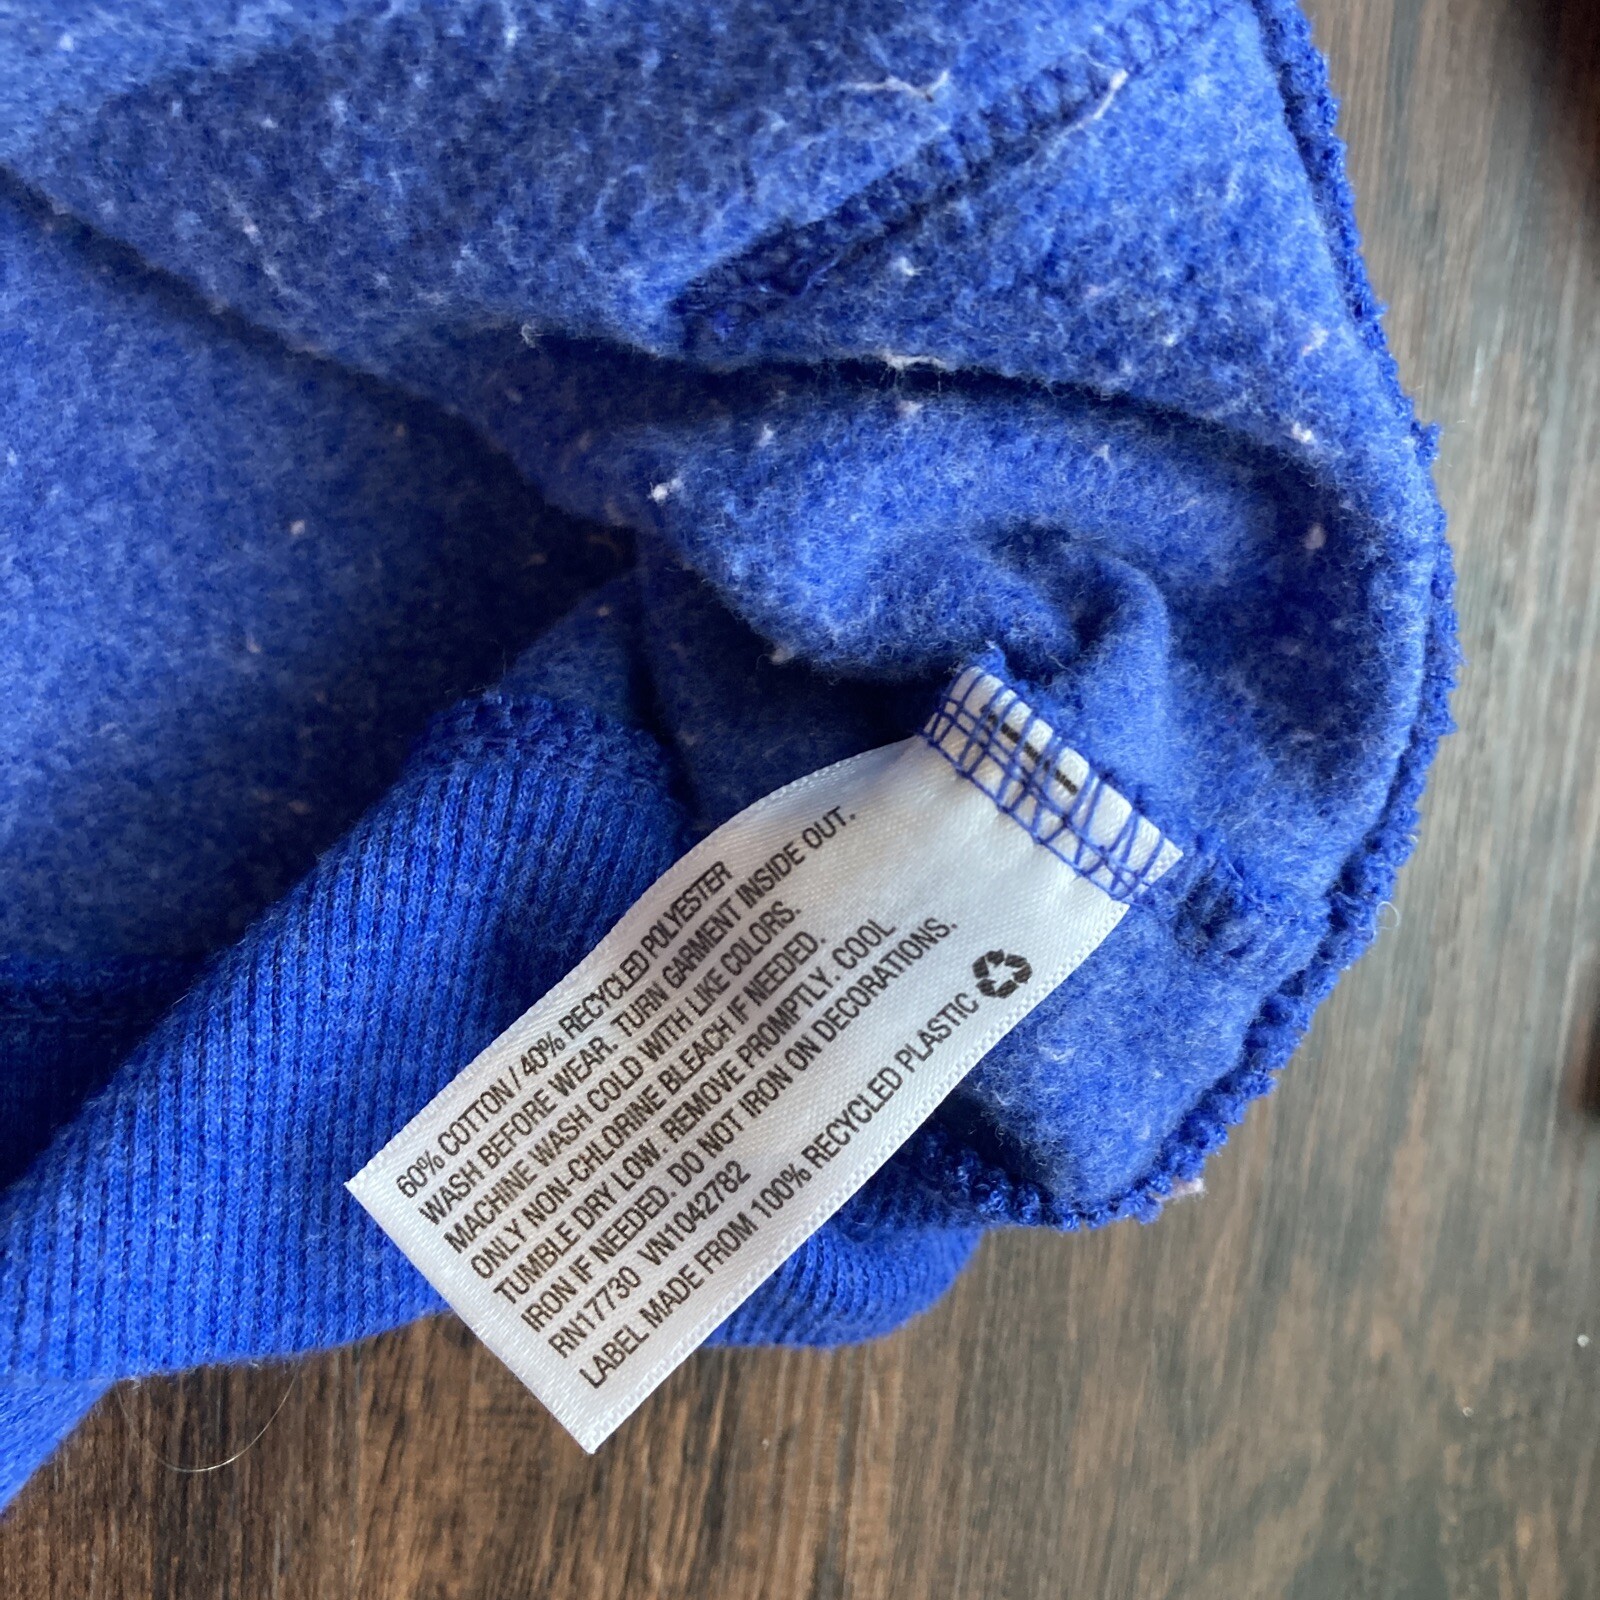 60% COTTON / 40% RECYCLED POLYESTER
WASH BEFORE WEAR. TURN GARMENT INSIDE OUT.
MACHINE WASH COLD WITH LIKE COLORS.
ONLY NON-CHLORINE BLEACH IF NEEDED.
TUMBLE DRY LOW. REMOVE PROMPTLY. COOL
IRON IF NEEDED. DO NOT IRON ON DECORATIONS.
RN17730 VN1042782
LABEL MADE FROM 100% RECYCLED PLASTIC